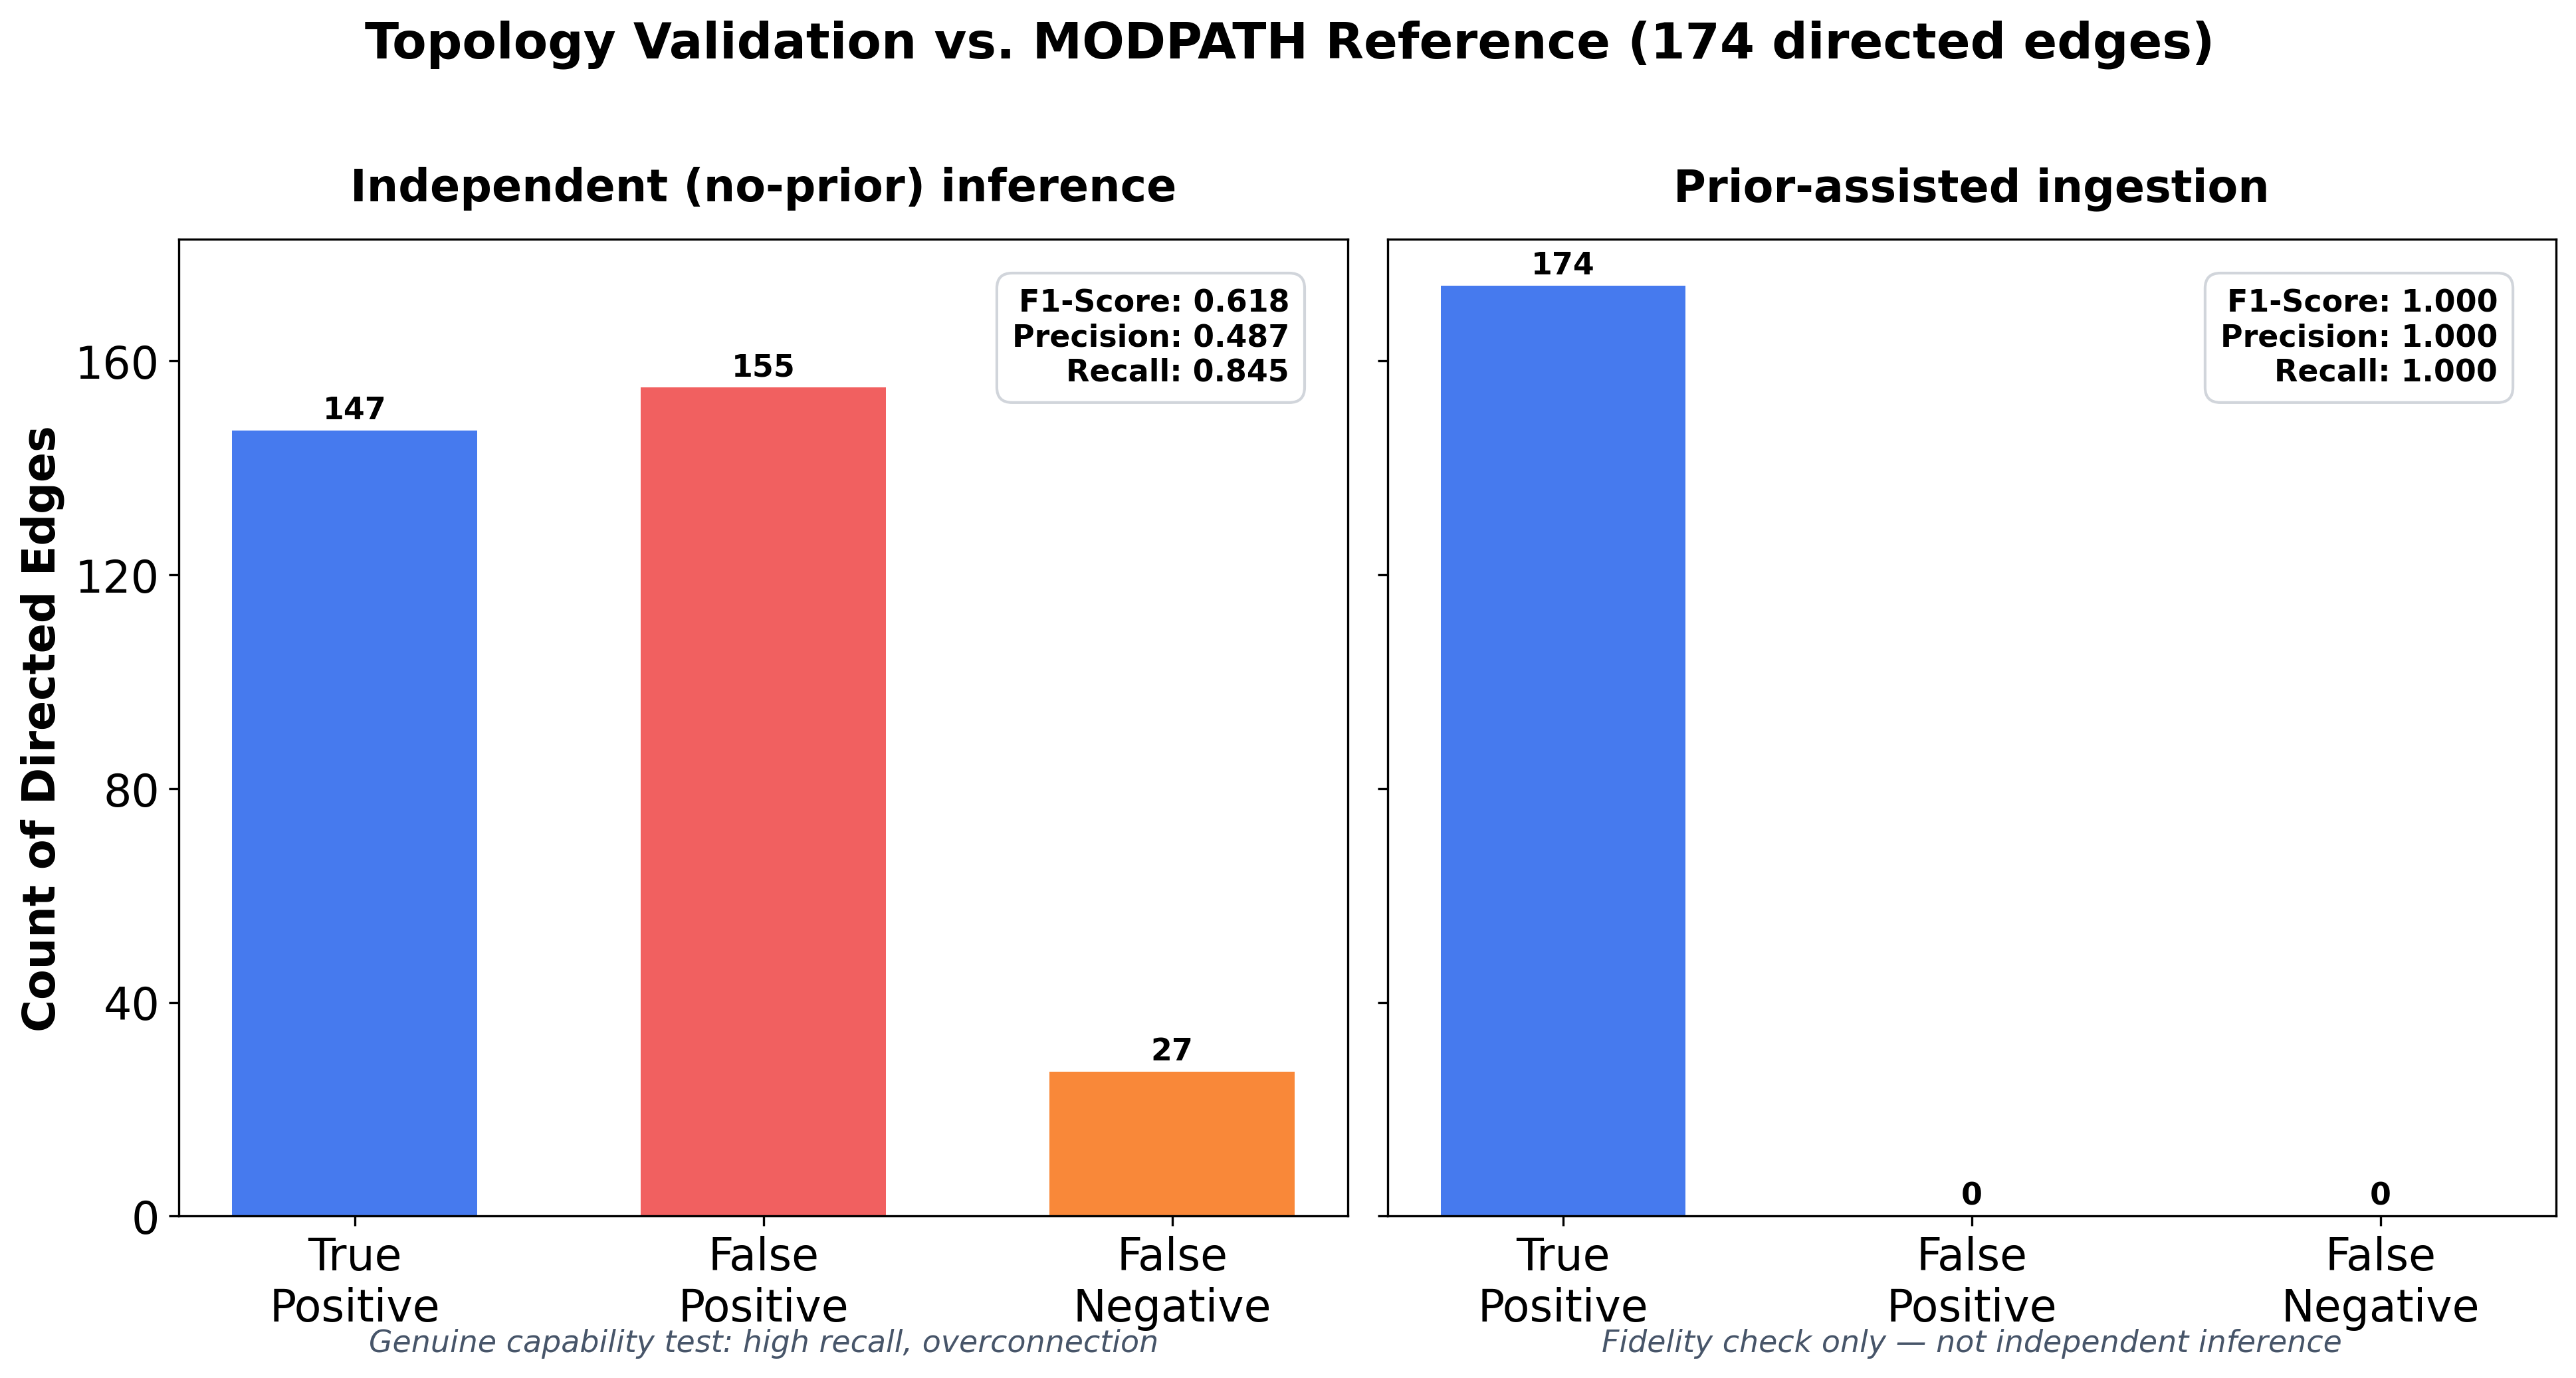 Topology Validation vs. MODPATH Reference (174 directed edges)
Independent (no-prior) inference
Count of Directed Edges
160
120
80
40
0
147
155
27
F1-Score: 0.618
Precision: 0.487
Recall: 0.845
True
Positive
False
Positive
False
Negative
Genuine capability test: high recall, overconnection
Prior-assisted ingestion
174
0
0
F1-Score: 1.000
Precision: 1.000
Recall: 1.000
True
Positive
False
Positive
False
Negative
Fidelity check only — not independent inference